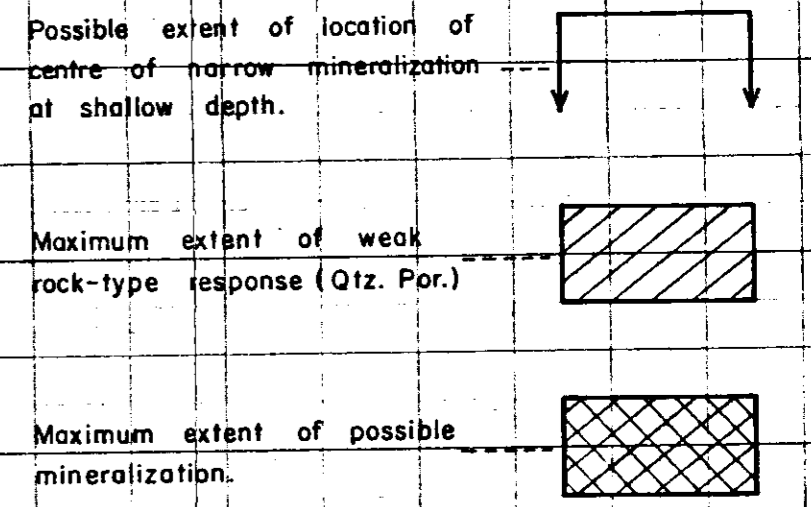 Possible extent of location of
centre of narrow mineralization
at shallow depth.
Maximum extent of weak
rock-type response (Qtz. Por.)
Maximum extent of possible
mineralization.